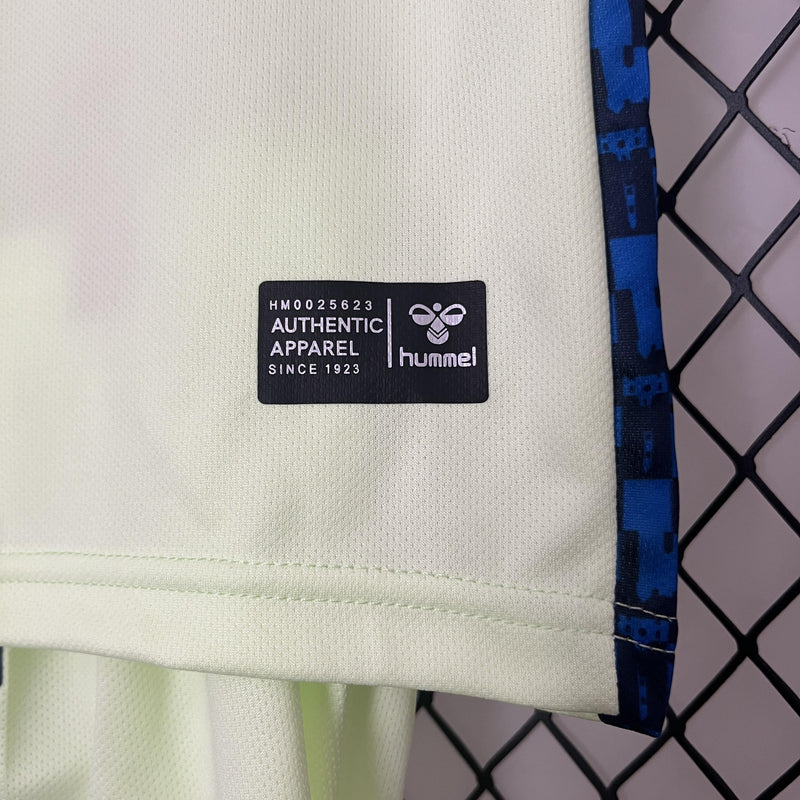 HM0025623
AUTHENTIC
APPAREL
SINCE 1923
hummel